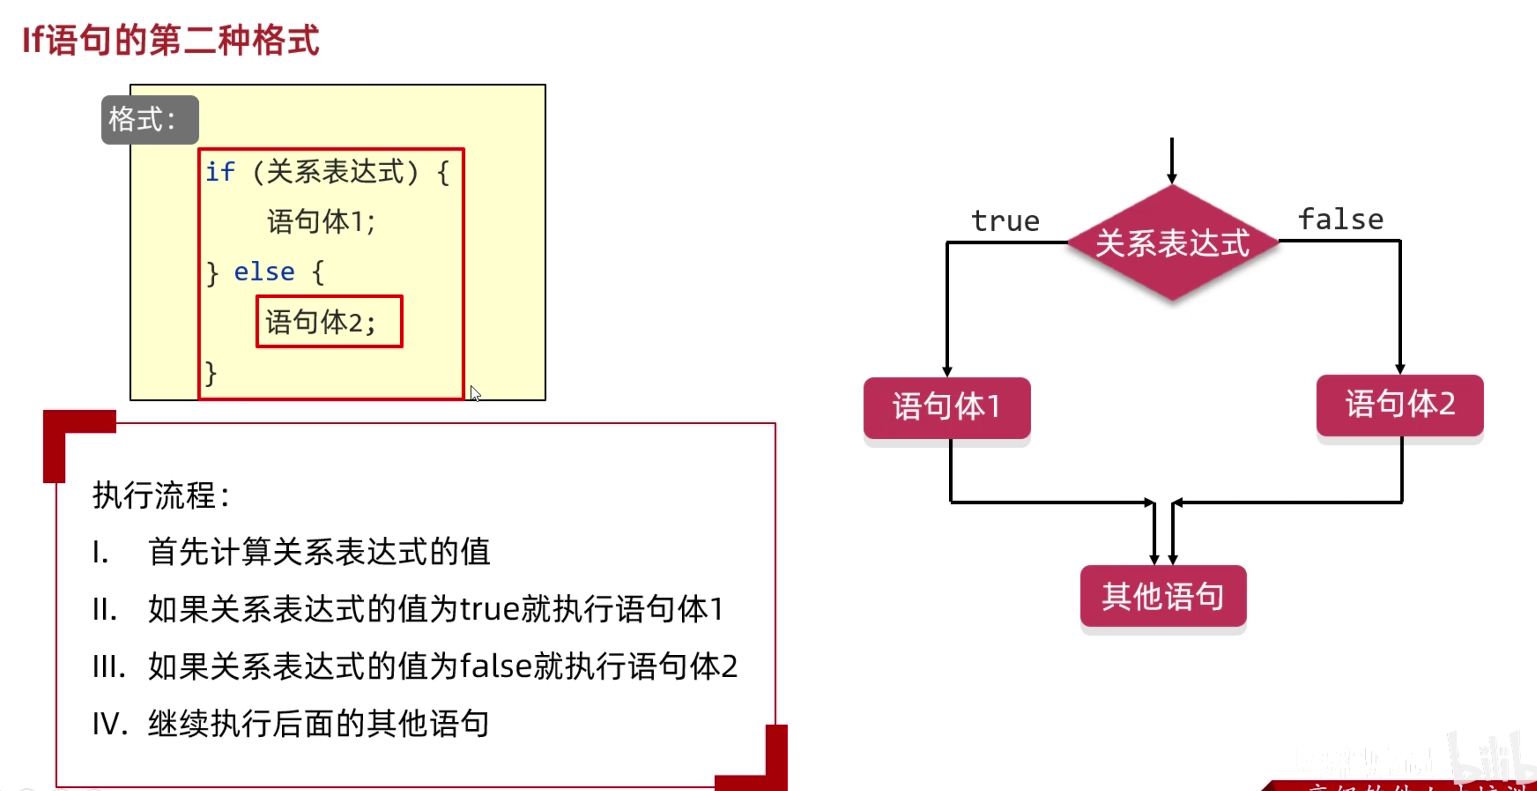 If语句的第二种格式
格式：
if (关系表达式) {
语句体1;
} else {
语句体2;
}
执行流程：
I. 首先计算关系表达式的值
II. 如果关系表达式的值为true就执行语句体1
III. 如果关系表达式的值为false就执行语句体2
IV. 继续执行后面的其他语句
true
关系表达式
false
语句体1
语句体2
其他语句